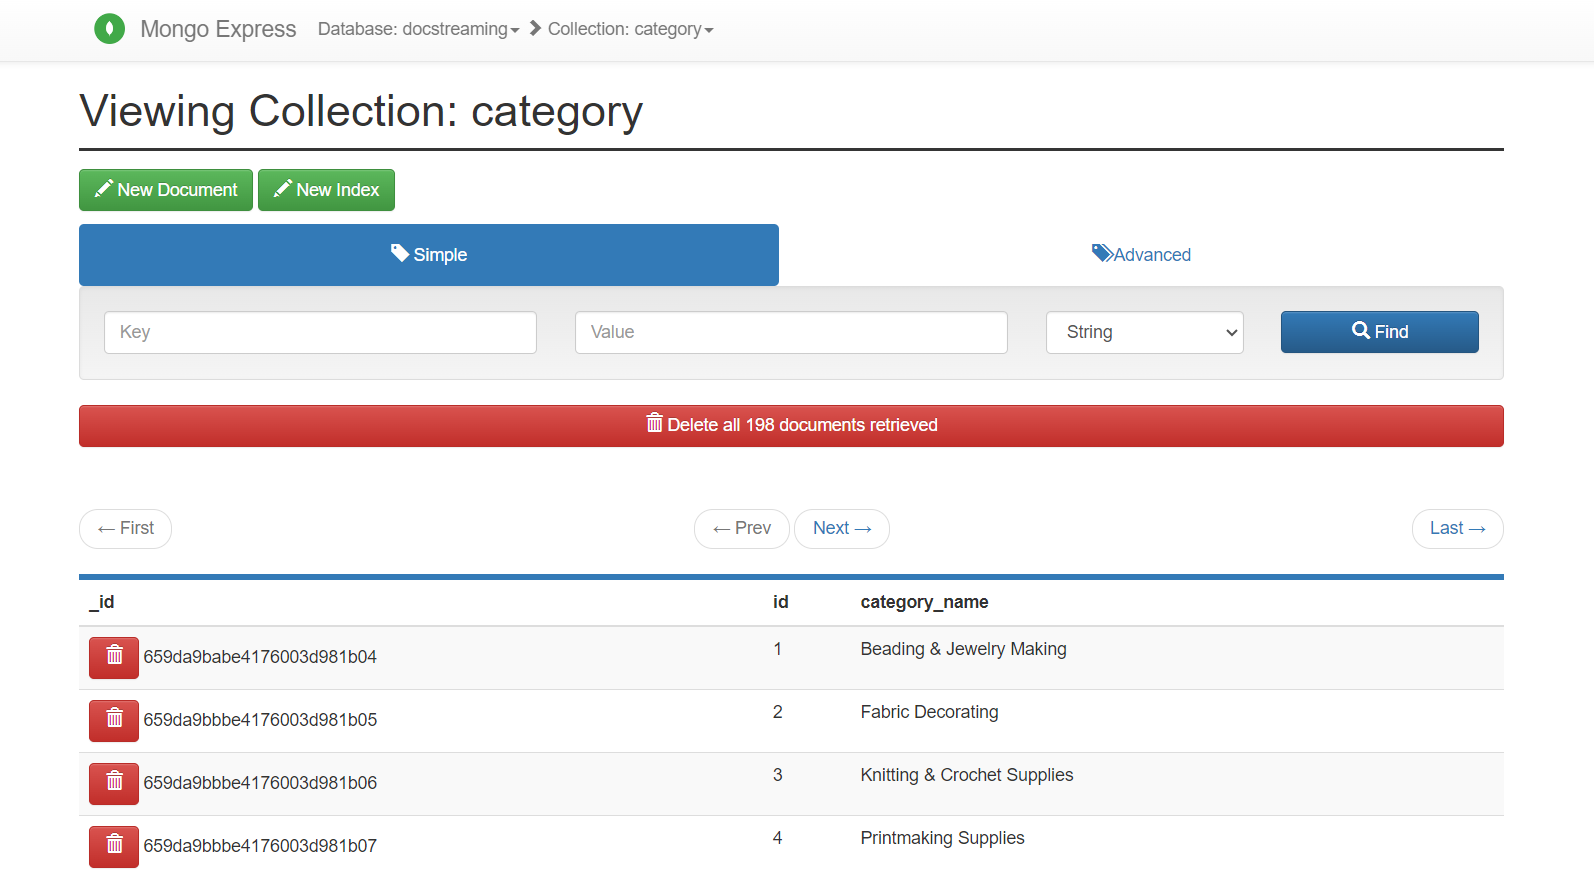 Mongo Express Database: docstreaming Collection: category
Viewing Collection: category
New Document New Index
Simple Advanced
Key Value String Find
Delete all 198 documents retrieved
← First ← Prev Next → Last →
_id id category_name
659da9babe4176003d981b04 1 Beading & Jewelry Making
659da9bbbe4176003d981b05 2 Fabric Decorating
659da9bbbe4176003d981b06 3 Knitting & Crochet Supplies
659da9bbbe4176003d981b07 4 Printmaking Supplies